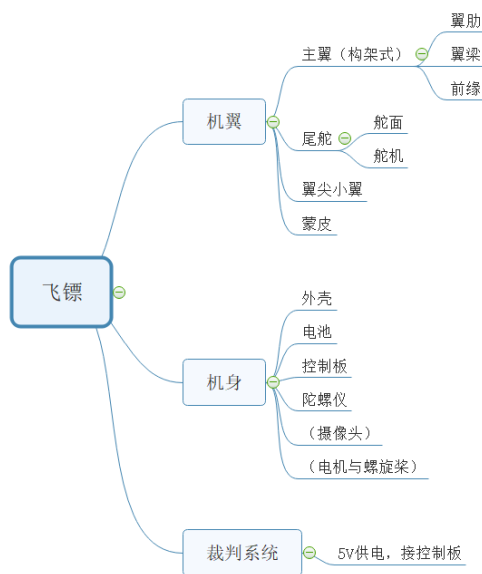 飞镖
机翼
主翼（构架式）
翼肋
翼梁
前缘
尾舵
舵面
舵机
翼尖小翼
蒙皮
机身
外壳
电池
控制板
陀螺仪
（摄像头）
（电机与螺旋桨）
裁判系统
5V供电，接控制板